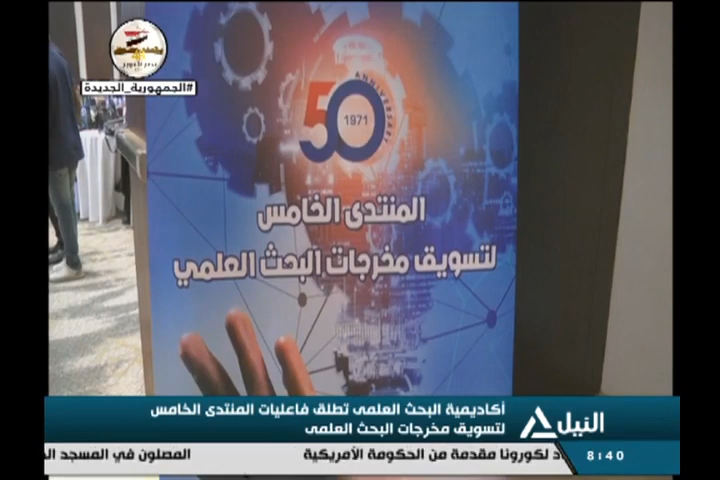 #الجمهورية_الجديدة
50
ANNIVERSARY
1971
المنتدى الخامس
لتسويق مخرجات البحث العلمي
أكاديمية البحث العلمى تطلق فاعليات المنتدى الخامس
لتسويق مخرجات البحث العلمى
النيل
لكورونا مقدمة من الحكومة الأمريكية
المصلون في المسجد
8:40